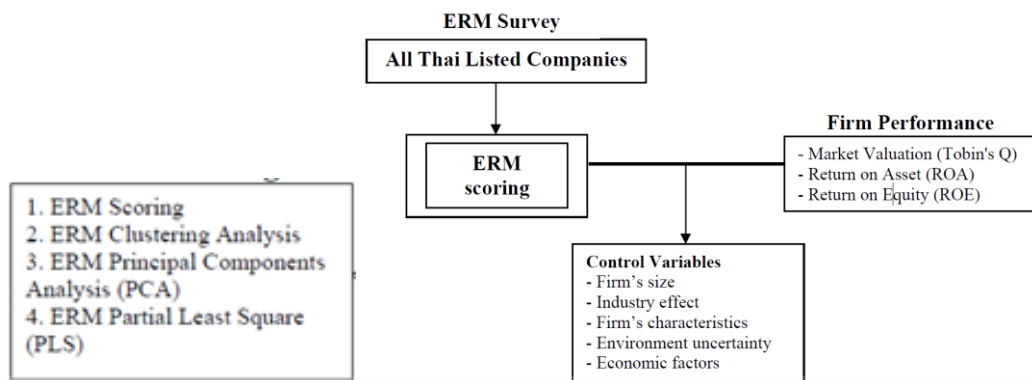 ERM Survey
All Thai Listed Companies
ERM
scoring
Firm Performance
- Market Valuation (Tobin's Q)
- Return on Asset (ROA)
- Return on Equity (ROE)
1. ERM Scoring
2. ERM Clustering Analysis
3. ERM Principal Components
Analysis (PCA)
4. ERM Partial Least Square
(PLS)
Control Variables
- Firm's size
- Industry effect
- Firm's characteristics
- Environment uncertainty
- Economic factors